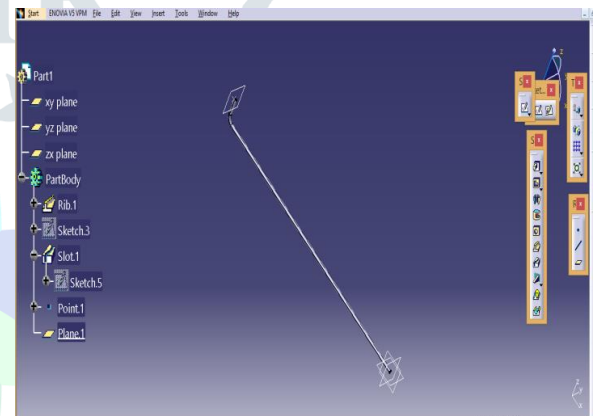 Start ENOVIA V5 VPM File Edit View Insert Tools Window Help
Part1
xy plane
yz plane
zx plane
PartBody
Rib.1
Sketch.3
Slot.1
Sketch.5
Point.1
Plane.1